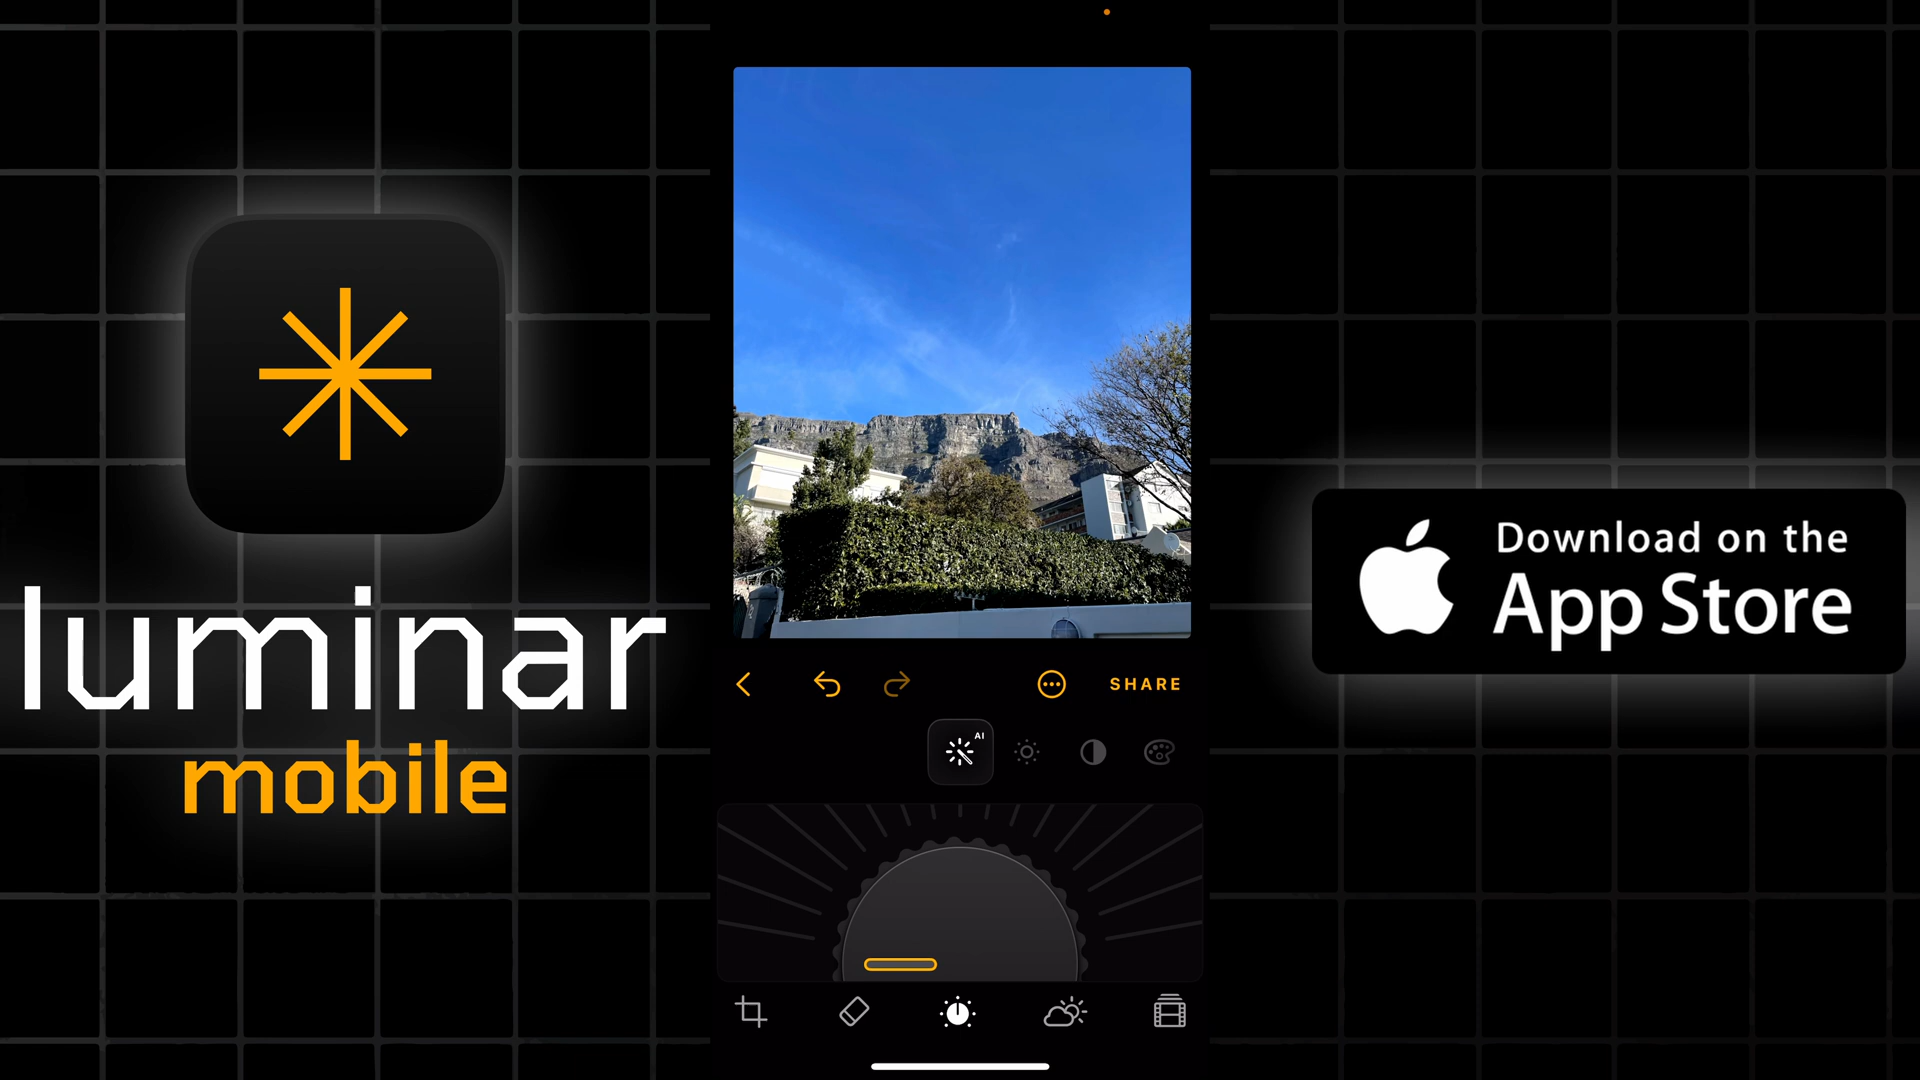 luminar
mobile
SHARE
AI
Download on the
App Store